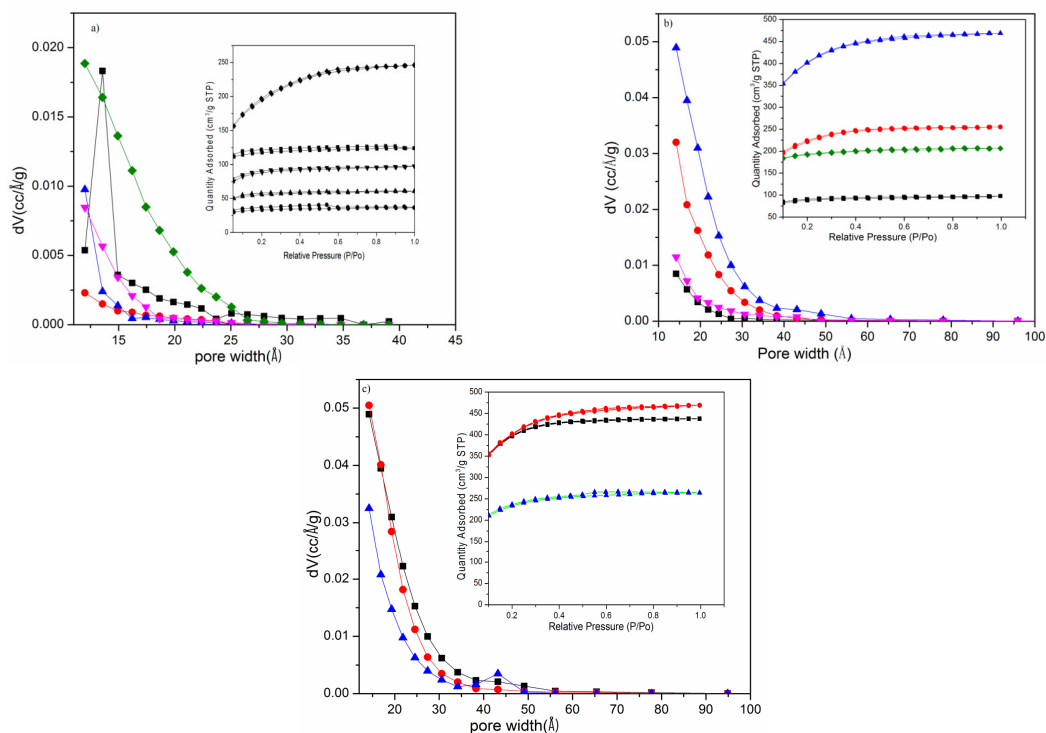 a)
dV(cc/Å/g)
0.020
0.015
0.010
0.005
0.000
15 20 25 30 35 40 45
pore width(Å)
Quantity Adsorbed (cm³/g STP)
250
200
150
100
50
0
0.2 0.4 0.6 0.8 1.0
Relative Pressure (P/Po)
b)
dV (cc/Å/g)
0.05
0.04
0.03
0.02
0.01
0.00
10 20 30 40 50 60 70 80 90 100
Pore width (Å)
Quantity Adsorbed (cm³/g STP)
500
450
400
350
300
250
200
150
100
50
0.2 0.4 0.6 0.8 1.0
Relative Pressure (P/Po)
c)
dV(cc/Å/g)
0.05
0.04
0.03
0.02
0.01
0.00
20 30 40 50 60 70 80 90 100
pore width(Å)
Quantity Adsorbed (cm³/g STP)
500
450
400
350
300
250
200
150
100
50
0
0.2 0.4 0.6 0.8 1.0
Relative Pressure (P/Po)